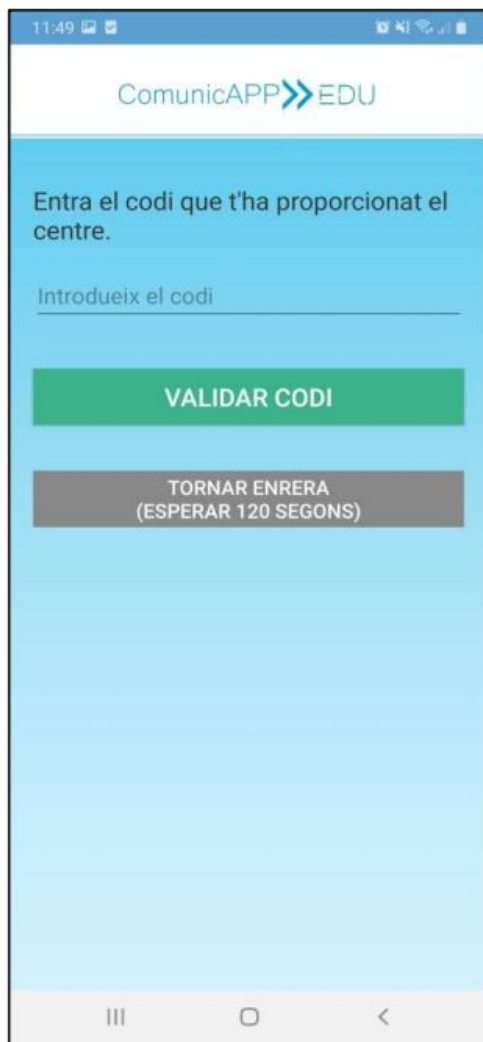 11:49
ComunicAPP EDU
Entra el codi que t'ha proporcionat el
centre.
Introdueix el codi
VALIDAR CODI
TORNAR ENRERA
(ESPERAR 120 SEGONS)